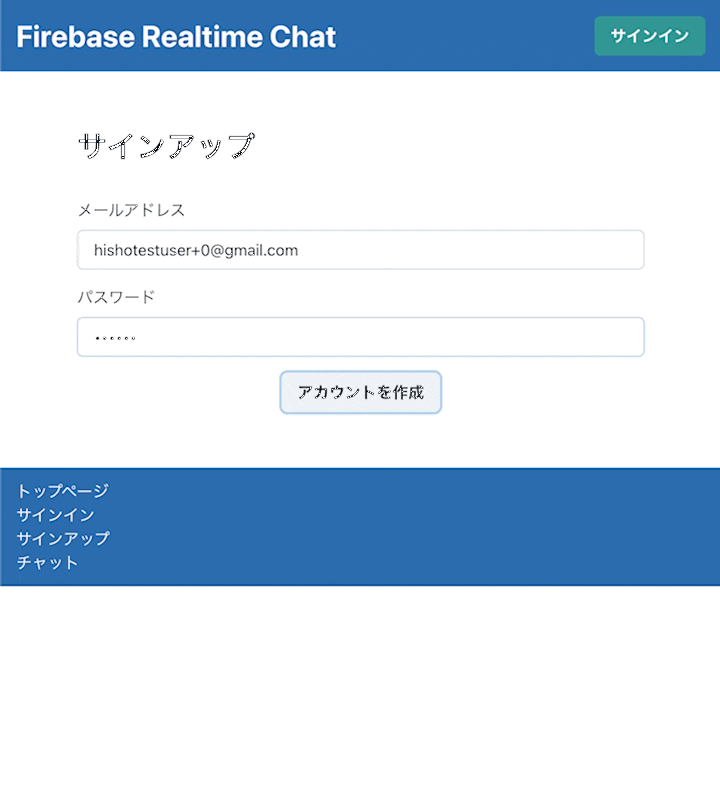 Firebase Realtime Chat
サインイン
サインアップ
メールアドレス
hishotestuser+0@gmail.com
パスワード
••••••
アカウントを作成
トップページ
サインイン
サインアップ
チャット